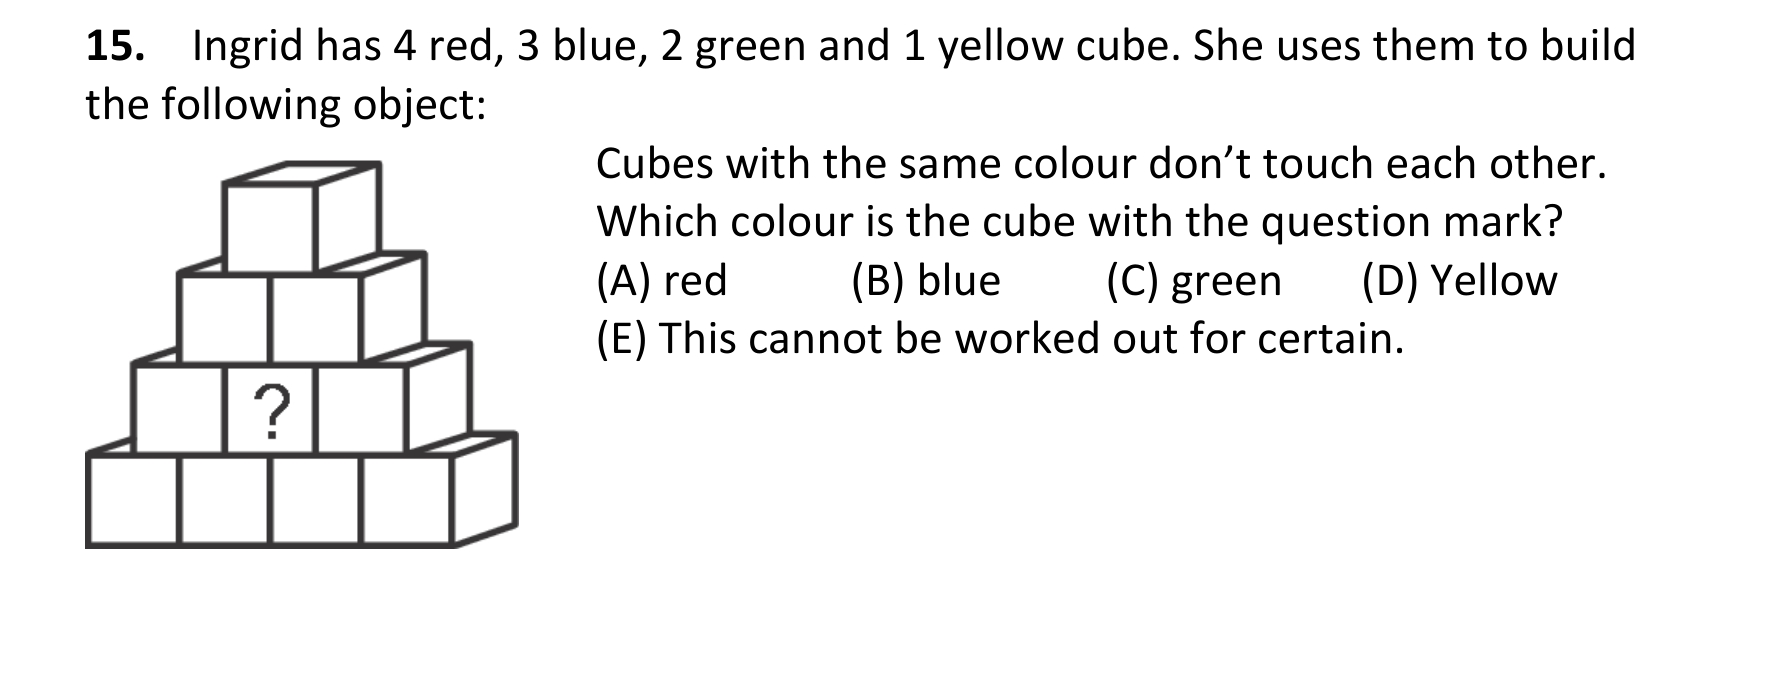 15. Ingrid has 4 red, 3 blue, 2 green and 1 yellow cube. She uses them to build
the following object:
Cubes with the same colour don’t touch each other.
Which colour is the cube with the question mark?
(A) red (B) blue (C) green (D) Yellow
(E) This cannot be worked out for certain.
?